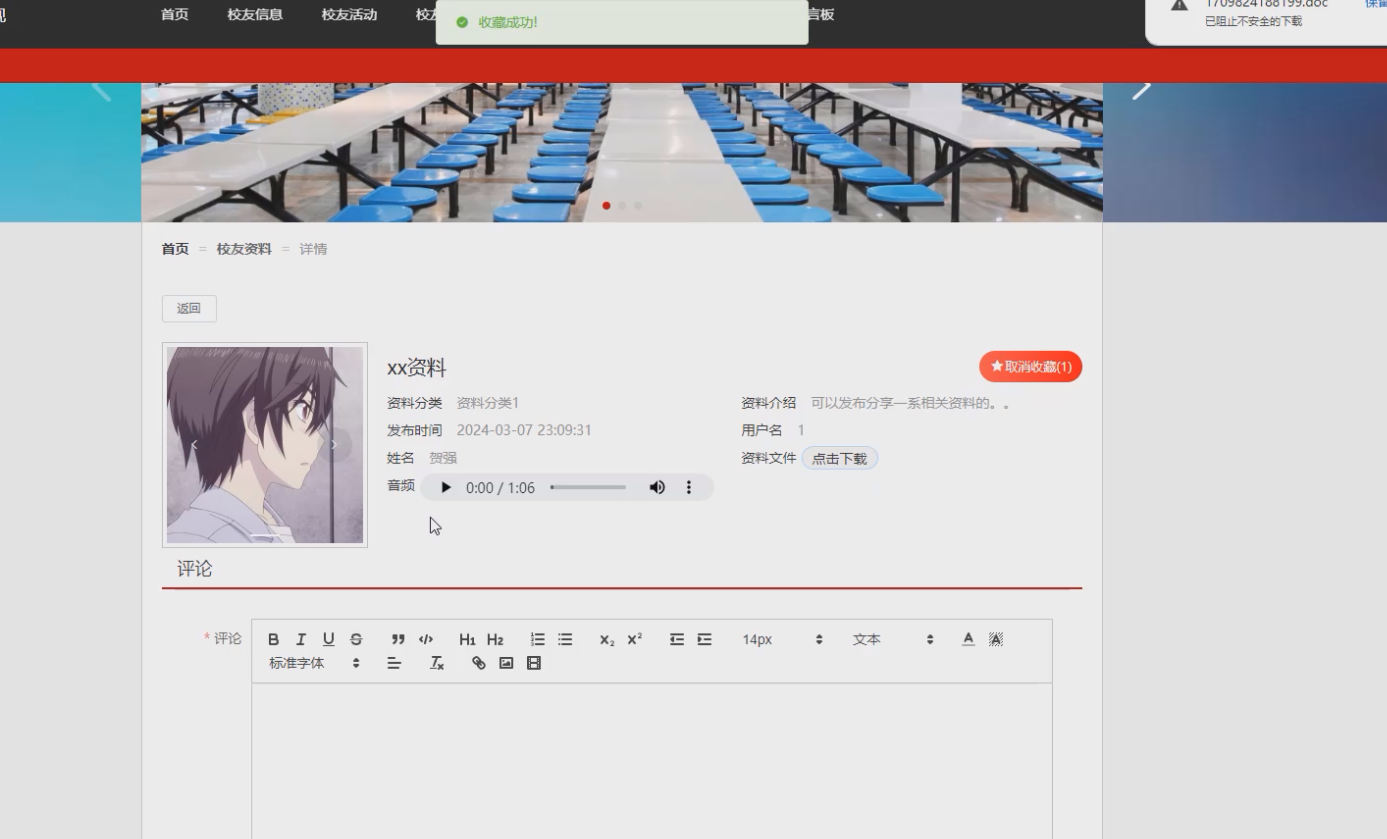 首页 校友信息 校友活动 校友 言板
收藏成功!
1709824188199.doc 保留
已阻止不安全的下载
首页 = 校友资料 = 详情
返回
xx资料
取消收藏(1)
资料分类 资料分类1
资料介绍 可以发布分享一系相关资料的。。
发布时间 2024-03-07 23:09:31
用户名 1
姓名 贺强
资料文件 点击下载
音频 0:00 / 1:06
评论
* 评论
B I U S H1 H2 X2 X2 14px 文本 A A
标准字体 Tx